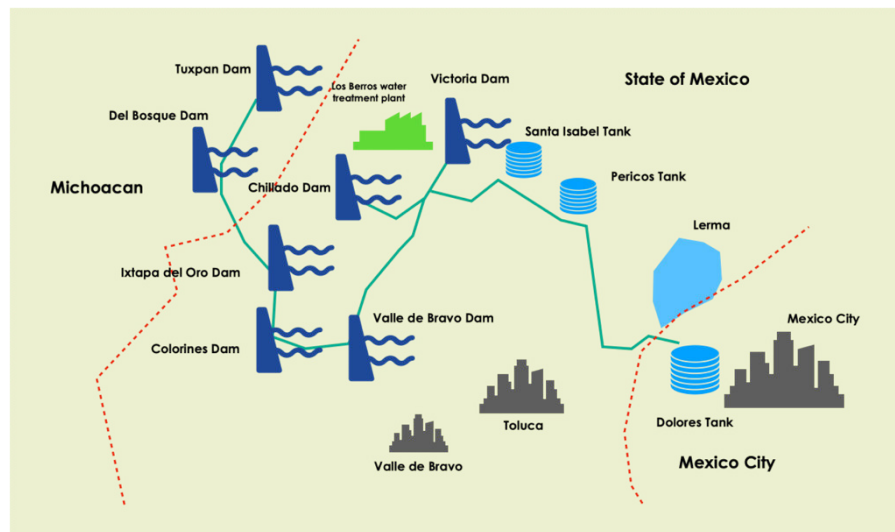 Tuxpan Dam
Victoria Dam
State of Mexico
Los Berros water
treatment plant
Del Bosque Dam
Santa Isabel Tank
Michoacan
Chillado Dam
Pericos Tank
Lerma
Ixtapa del Oro Dam
Valle de Bravo Dam
Mexico City
Colorines Dam
Toluca
Dolores Tank
Valle de Bravo
Mexico City